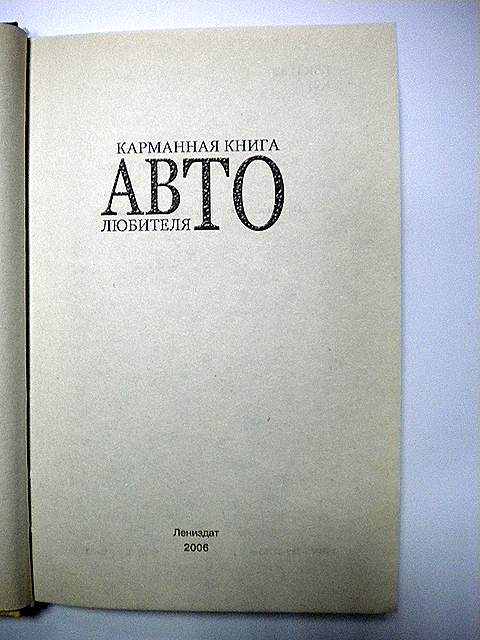 КАРМАННАЯ КНИГА
АВТО
ЛЮБИТЕЛЯ
Лениздат
2006